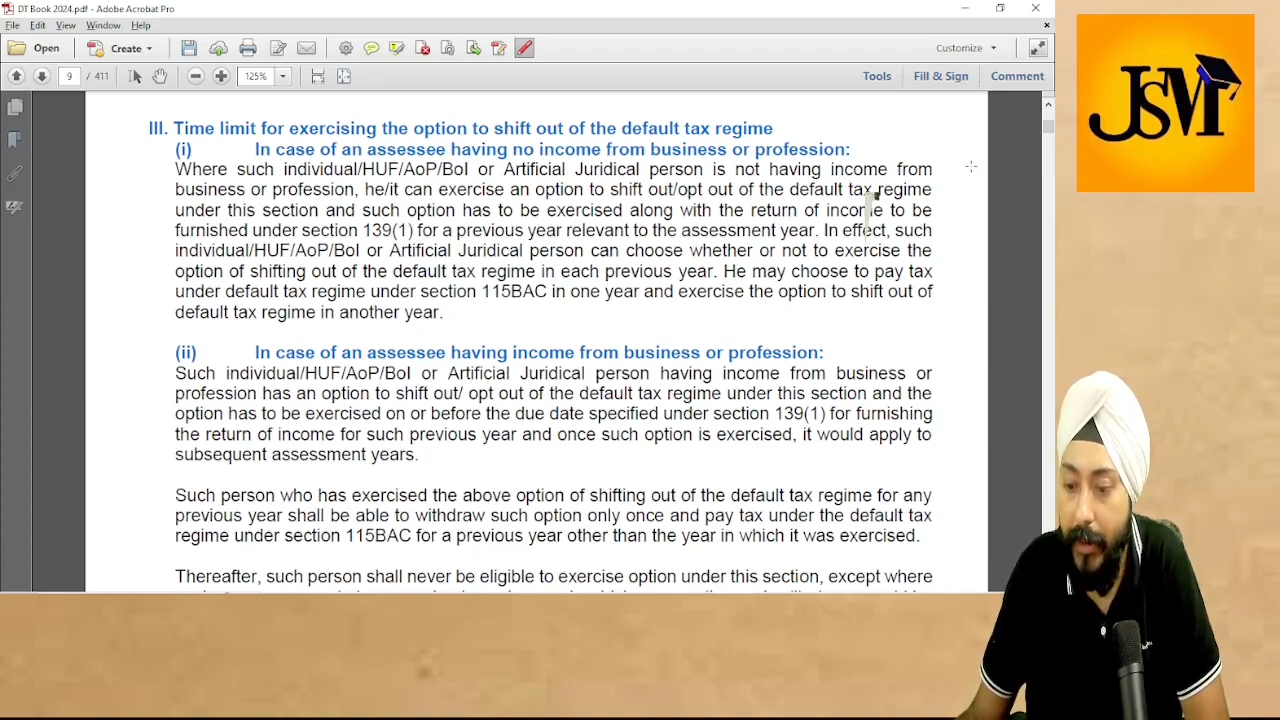 DT Book 2024.pdf - Adobe Acrobat Pro
File Edit View Window Help
Open Create Customize
9 / 411 125% Tools Fill & Sign Comment
III. Time limit for exercising the option to shift out of the default tax regime
(i) In case of an assessee having no income from business or profession:
Where such individual/HUF/AoP/BoI or Artificial Juridical person is not having income from
business or profession, he/it can exercise an option to shift out/opt out of the default tax regime
under this section and such option has to be exercised along with the return of income to be
furnished under section 139(1) for a previous year relevant to the assessment year. In effect, such
individual/HUF/AoP/BoI or Artificial Juridical person can choose whether or not to exercise the
option of shifting out of the default tax regime in each previous year. He may choose to pay tax
under default tax regime under section 115BAC in one year and exercise the option to shift out of
default tax regime in another year.
(ii) In case of an assessee having income from business or profession:
Such individual/HUF/AoP/BoI or Artificial Juridical person having income from business or
profession has an option to shift out/ opt out of the default tax regime under this section and the
option has to be exercised on or before the due date specified under section 139(1) for furnishing
the return of income for such previous year and once such option is exercised, it would apply to
subsequent assessment years.
Such person who has exercised the above option of shifting out of the default tax regime for any
previous year shall be able to withdraw such option only once and pay tax under the default tax
regime under section 115BAC for a previous year other than the year in which it was exercised.
Thereafter, such person shall never be eligible to exercise option under this section, except where
JSM